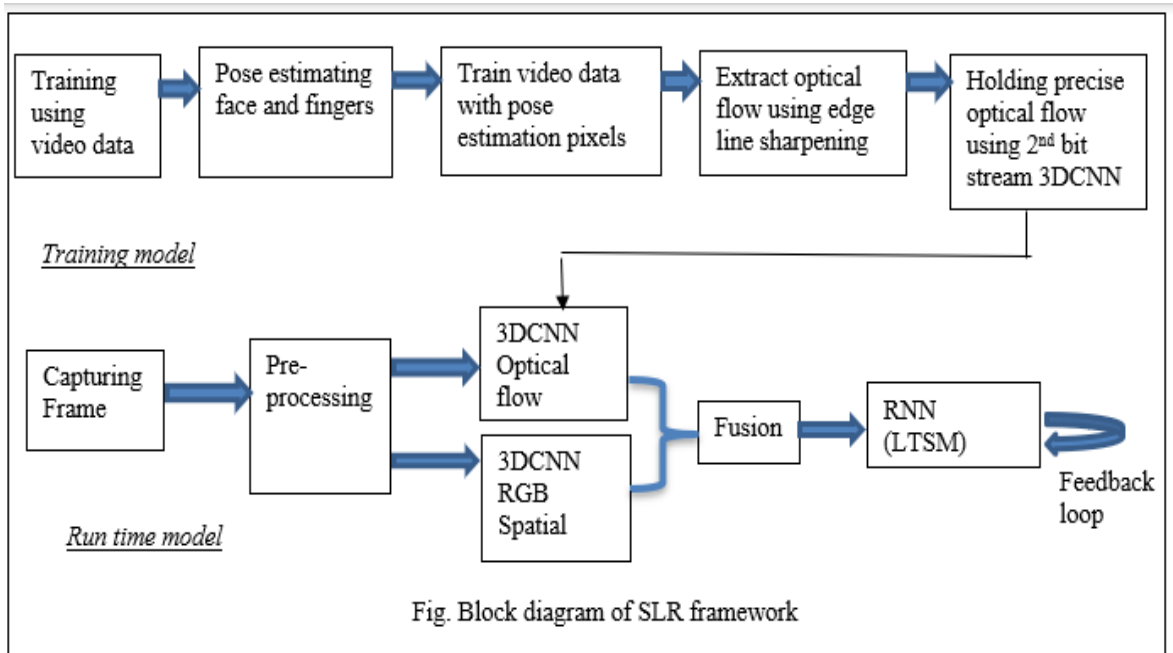 Training
using
video data
Pose estimating
face and fingers
Train video data
with pose
estimation pixels
Extract optical
flow using edge
line sharpening
Holding precise
optical flow
using 2nd bit
stream 3DCNN
Training model
Capturing
Frame
Pre-
processing
3DCNN
Optical
flow
3DCNN
RGB
Spatial
Fusion
RNN
(LTSM)
Feedback
loop
Run time model
Fig. Block diagram of SLR framework